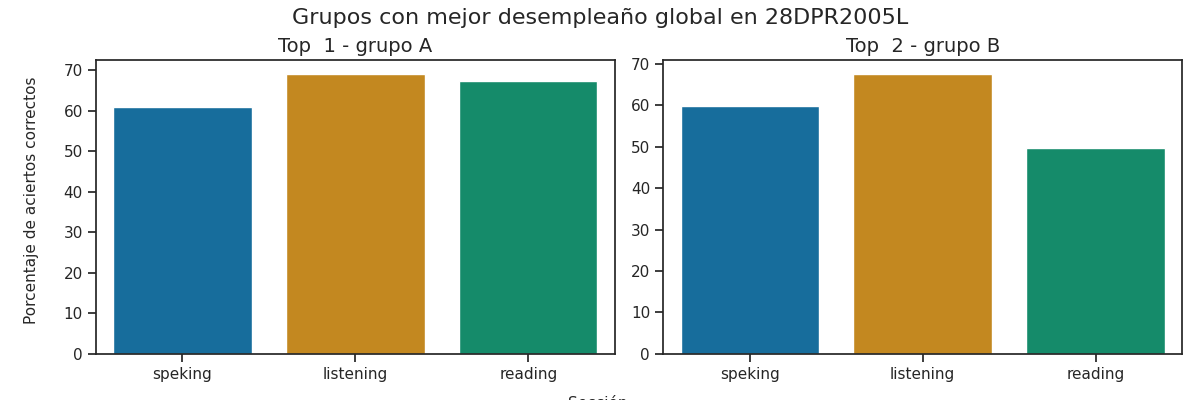 Grupos con mejor desempleaño global en 28DPR2005L
Top 1 - grupo A
Top 2 - grupo B
Porcentaje de aciertos correctos
70
60
50
40
30
20
10
0
speking
listening
reading
70
60
50
40
30
20
10
0
speking
listening
reading
Sección